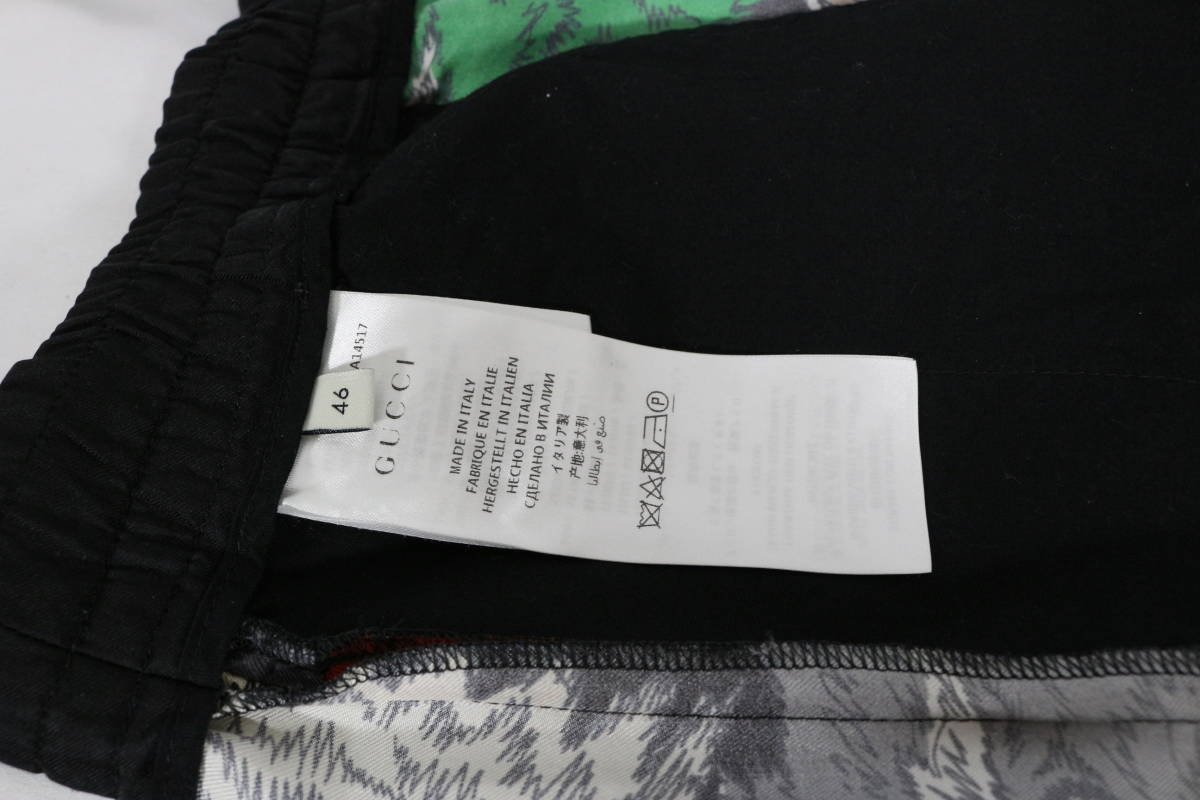 A14517
46
GUCCI
MADE IN ITALY
FABRIQUE EN ITALIE
HERGESTELLT IN ITALIEN
HECHO EN ITALIA
СДЕЛАНО В ИТАЛИИ
イタリア製
产地:意大利
صنع في إيطاليا
P